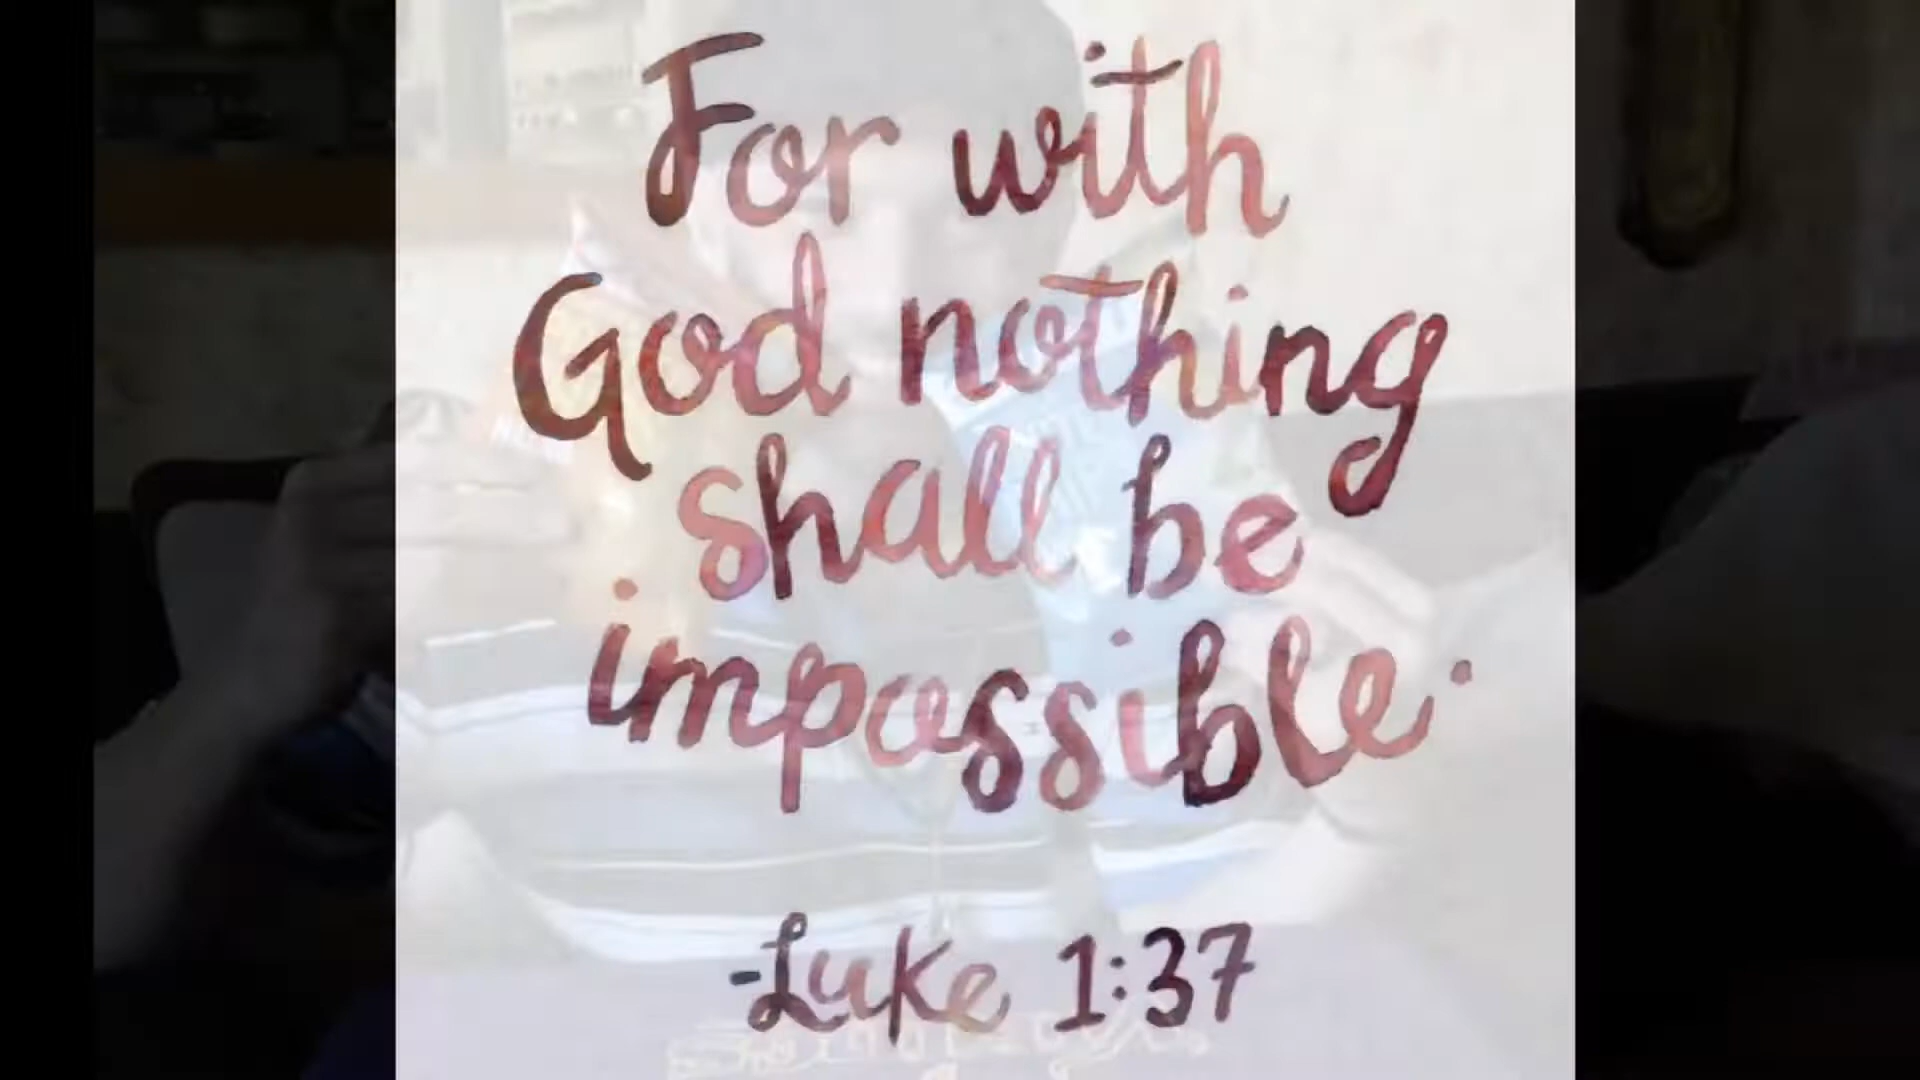 For with
God nothing
shall be
impossible.
-Luke 1:37